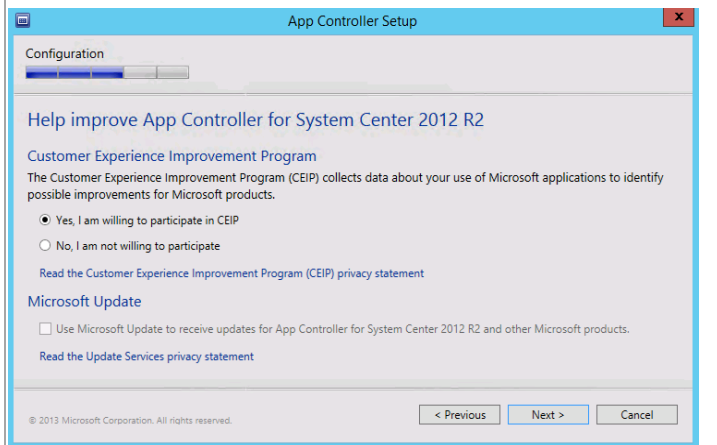 App Controller Setup
x
Configuration
Help improve App Controller for System Center 2012 R2
Customer Experience Improvement Program
The Customer Experience Improvement Program (CEIP) collects data about your use of Microsoft applications to identify
possible improvements for Microsoft products.
Yes, I am willing to participate in CEIP
No, I am not willing to participate
Read the Customer Experience Improvement Program (CEIP) privacy statement
Microsoft Update
Use Microsoft Update to receive updates for App Controller for System Center 2012 R2 and other Microsoft products.
Read the Update Services privacy statement
© 2013 Microsoft Corporation. All rights reserved.
< Previous Next > Cancel